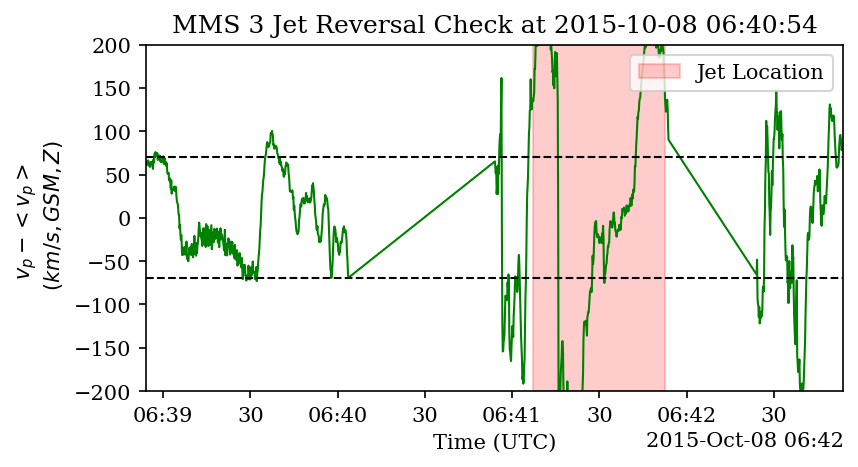 MMS 3 Jet Reversal Check at 2015-10-08 06:40:54
Jet Location
200
150
100
50
0
−50
−100
−150
−200
v_p − < v_p >
(km/s, GSM, Z)
06:39 30 06:40 30 06:41 30 06:42 30
Time (UTC)
2015-Oct-08 06:42